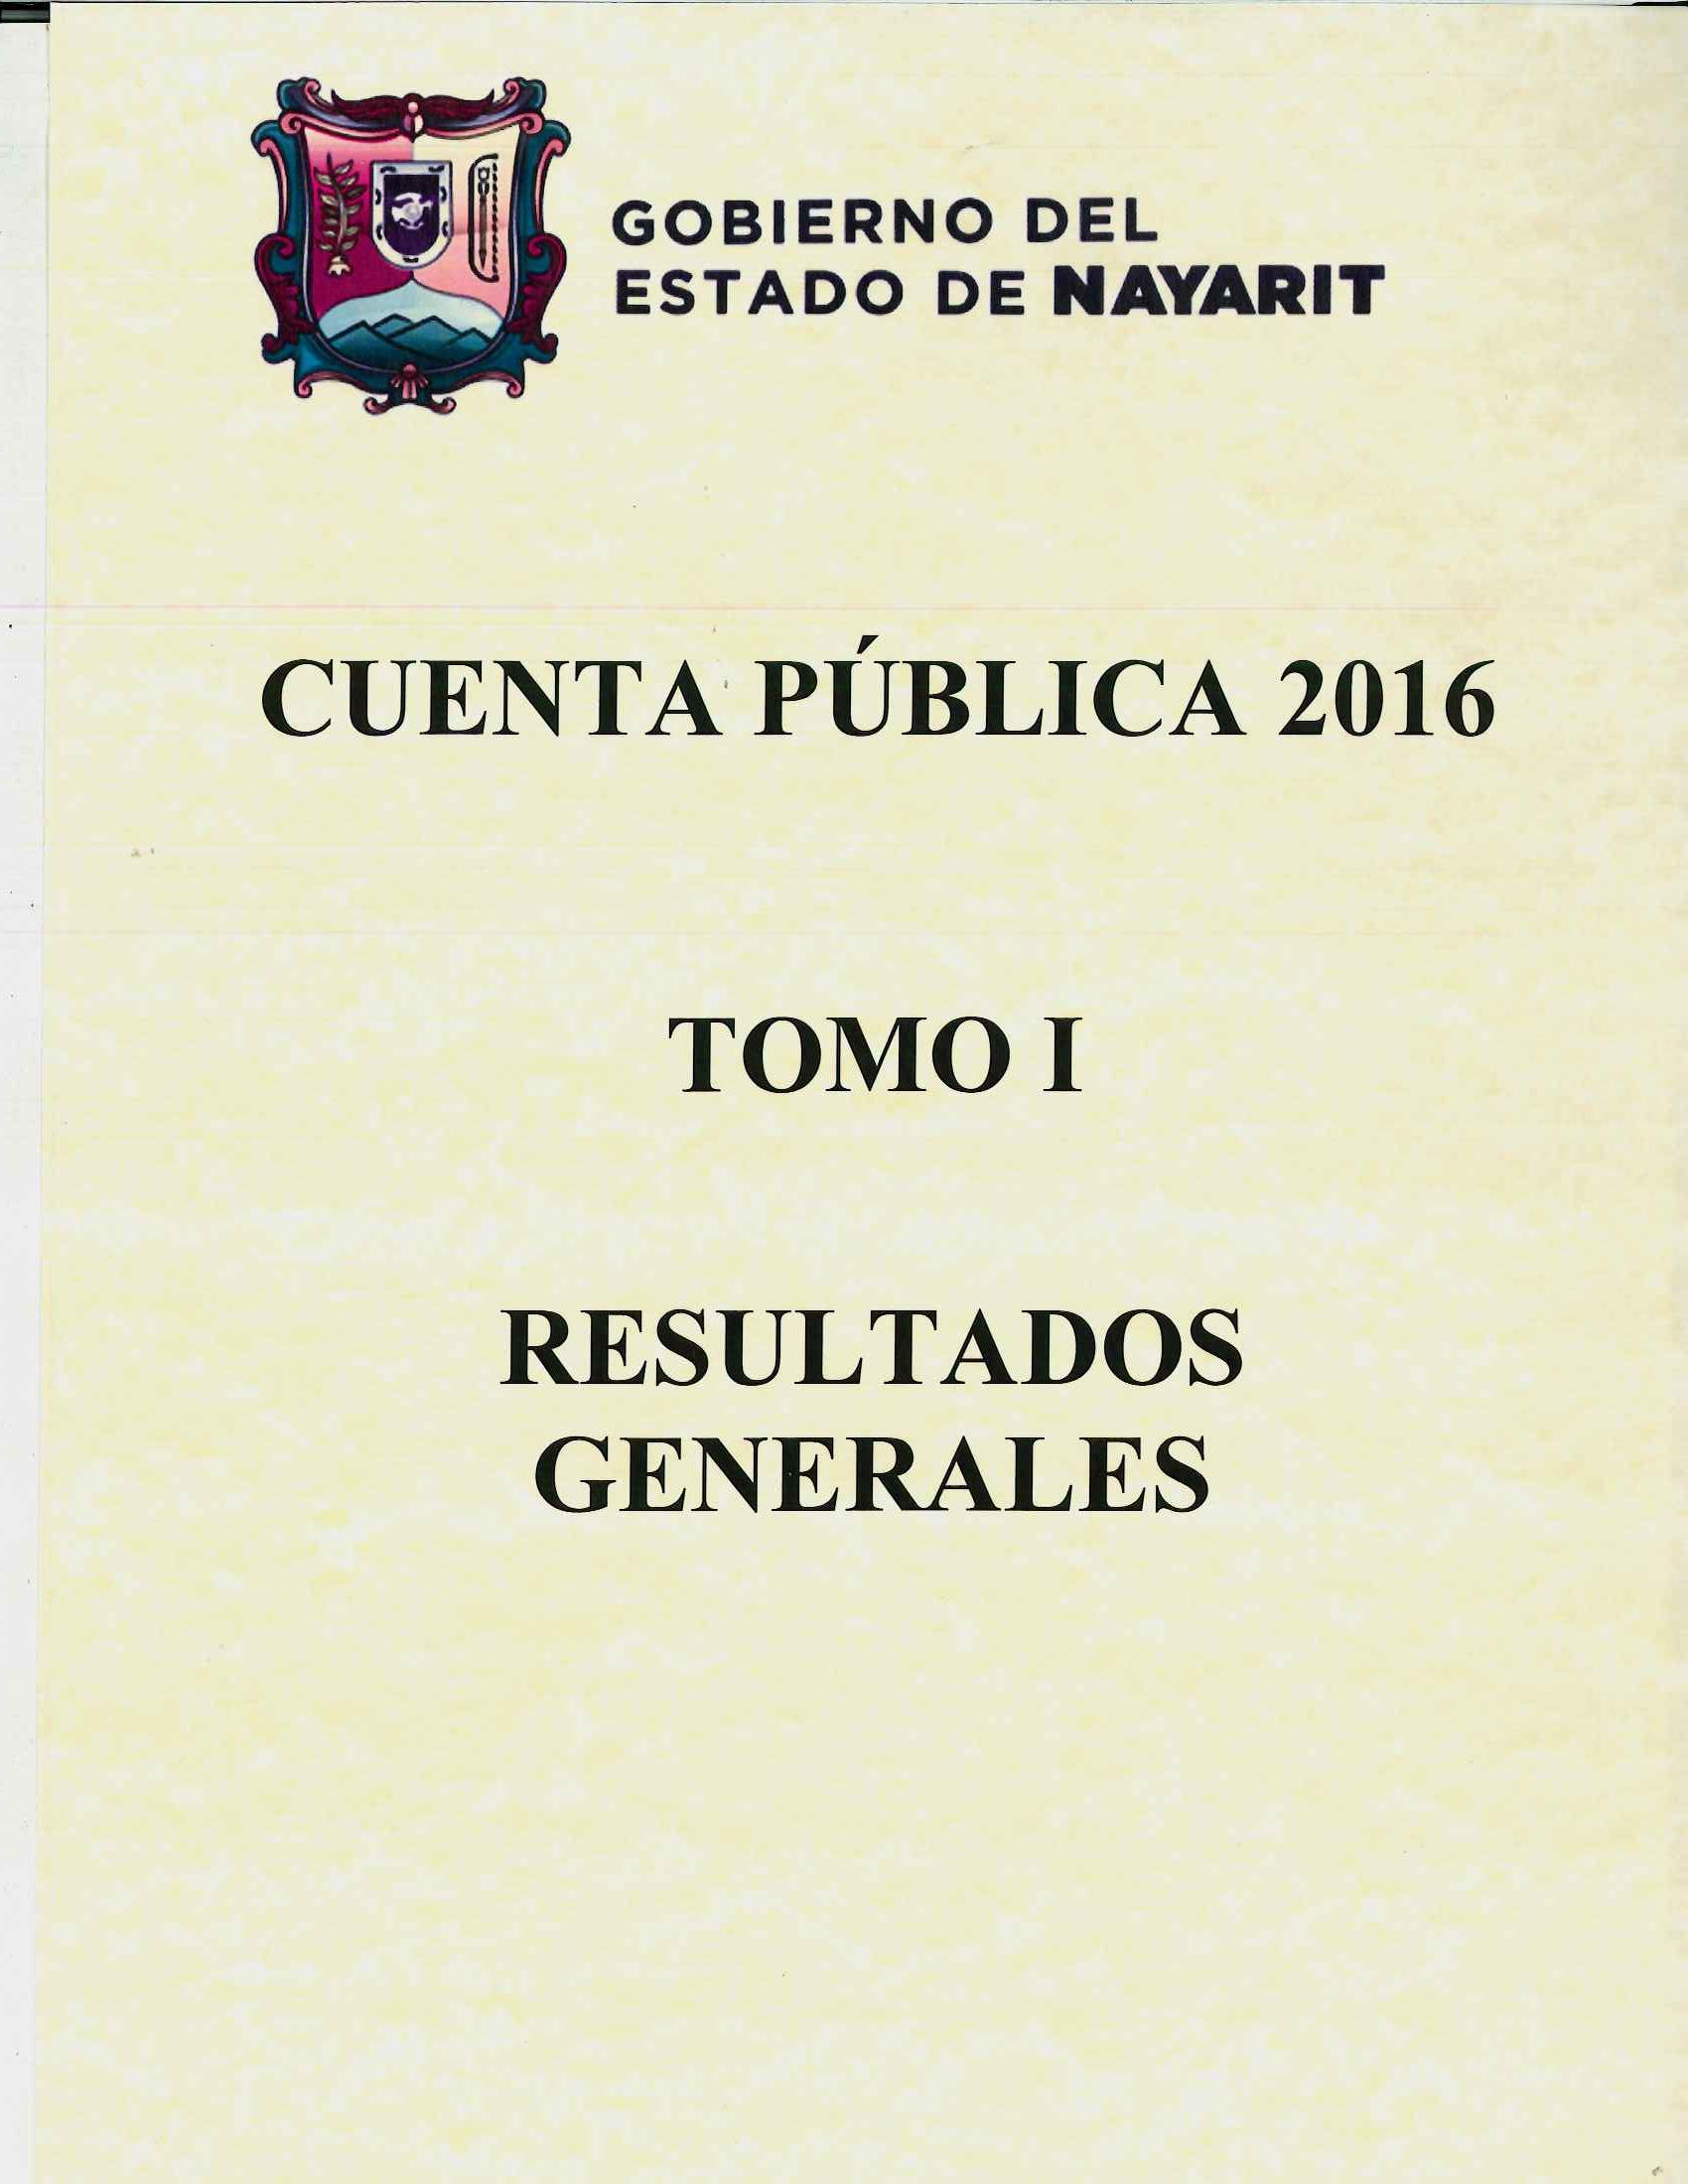 GOBIERNO DEL
ESTADO DE NAYARIT
CUENTA PÚBLICA 2016
TOMO I
RESULTADOS
GENERALES